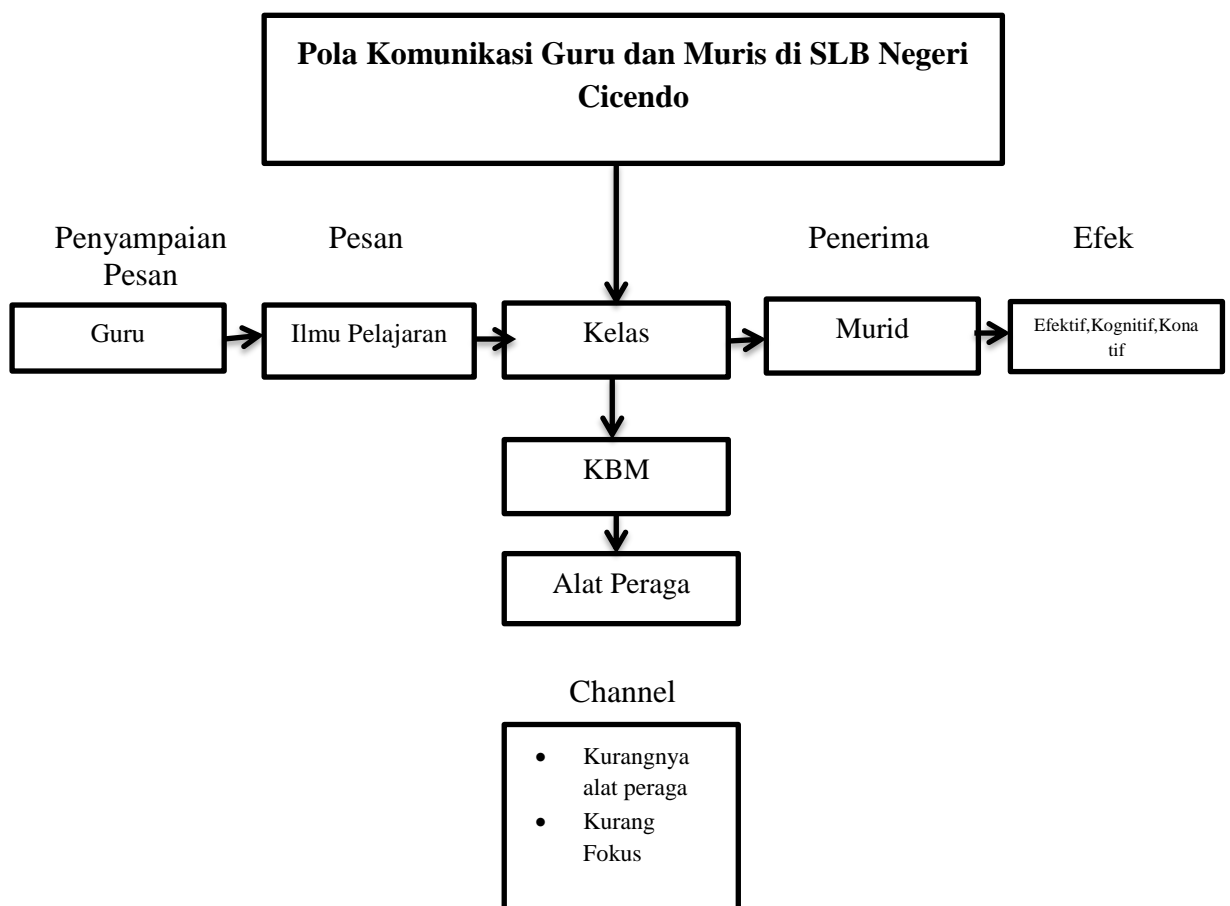 Pola Komunikasi Guru dan Muris di SLB Negeri
Cicendo
Penyampaian
Pesan
Pesan
Penerima
Efek
Guru
Ilmu Pelajaran
Kelas
Murid
Efektif,Kognitif,Kona
tif
KBM
Alat Peraga
Channel
• Kurangnya
alat peraga
• Kurang
Fokus